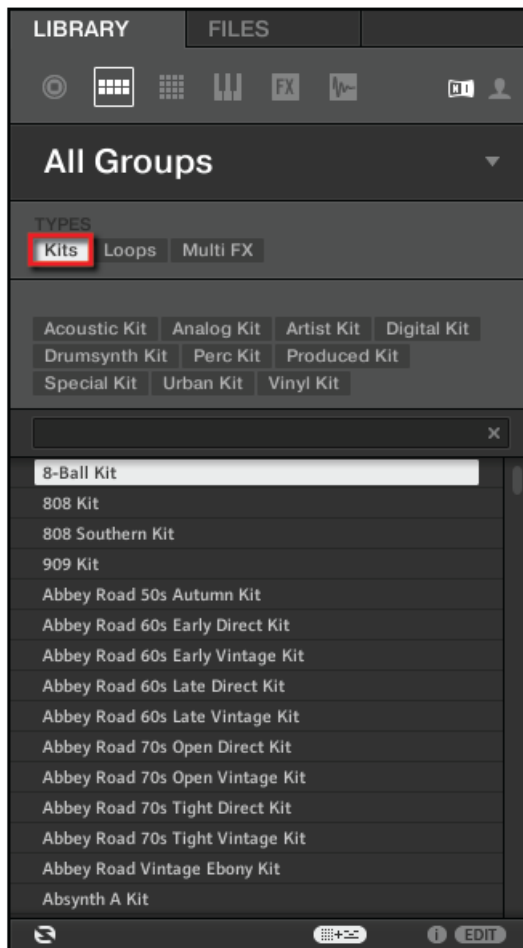 LIBRARY FILES
FX NI
All Groups
TYPES
Kits Loops Multi FX
Acoustic Kit Analog Kit Artist Kit Digital Kit
Drumsynth Kit Perc Kit Produced Kit
Special Kit Urban Kit Vinyl Kit
8-Ball Kit
808 Kit
808 Southern Kit
909 Kit
Abbey Road 50s Autumn Kit
Abbey Road 60s Early Direct Kit
Abbey Road 60s Early Vintage Kit
Abbey Road 60s Late Direct Kit
Abbey Road 60s Late Vintage Kit
Abbey Road 70s Open Direct Kit
Abbey Road 70s Open Vintage Kit
Abbey Road 70s Tight Direct Kit
Abbey Road 70s Tight Vintage Kit
Abbey Road Vintage Ebony Kit
Absynth A Kit
i EDIT